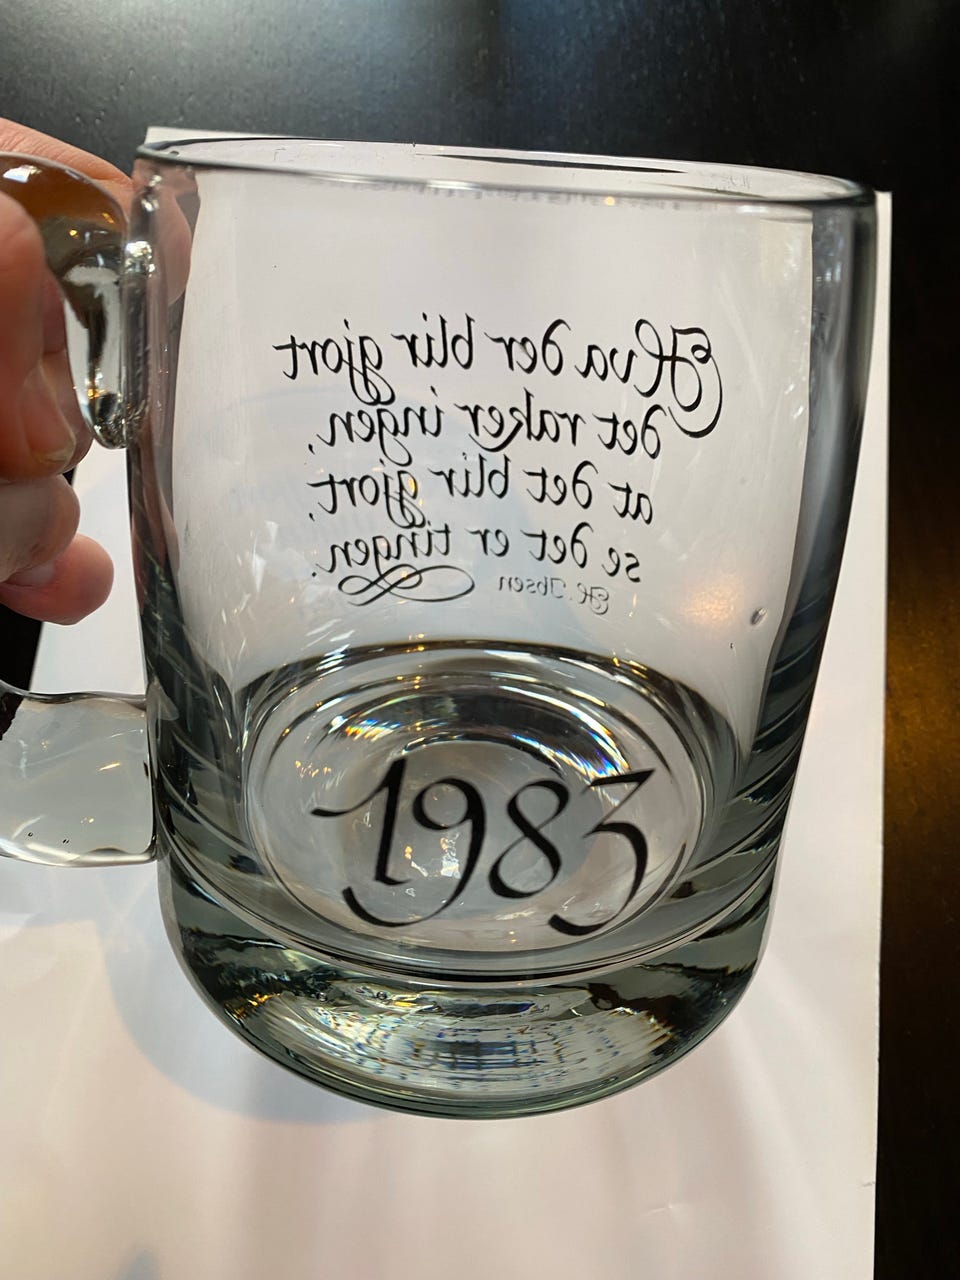 Hva der blir gjort
det raker ingen,
at det blir gjort,
se det er tingen.
H. Ibsen
1983